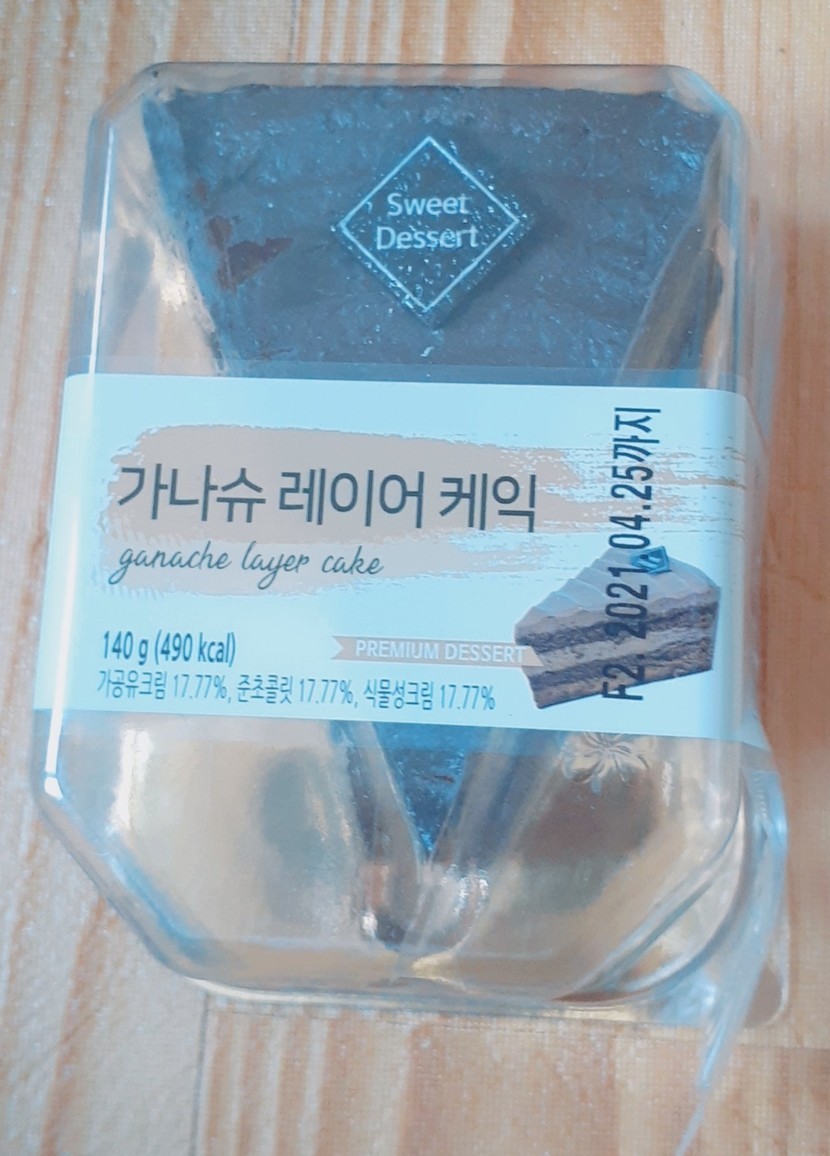 Sweet
Dessert
가나슈 레이어 케익
ganache layer cake
140 g (490 kcal)
PREMIUM DESSERT
가공유크림 17.77%, 준초콜릿 17.77%, 식물성크림 17.77%
F2 2021.04.25까지